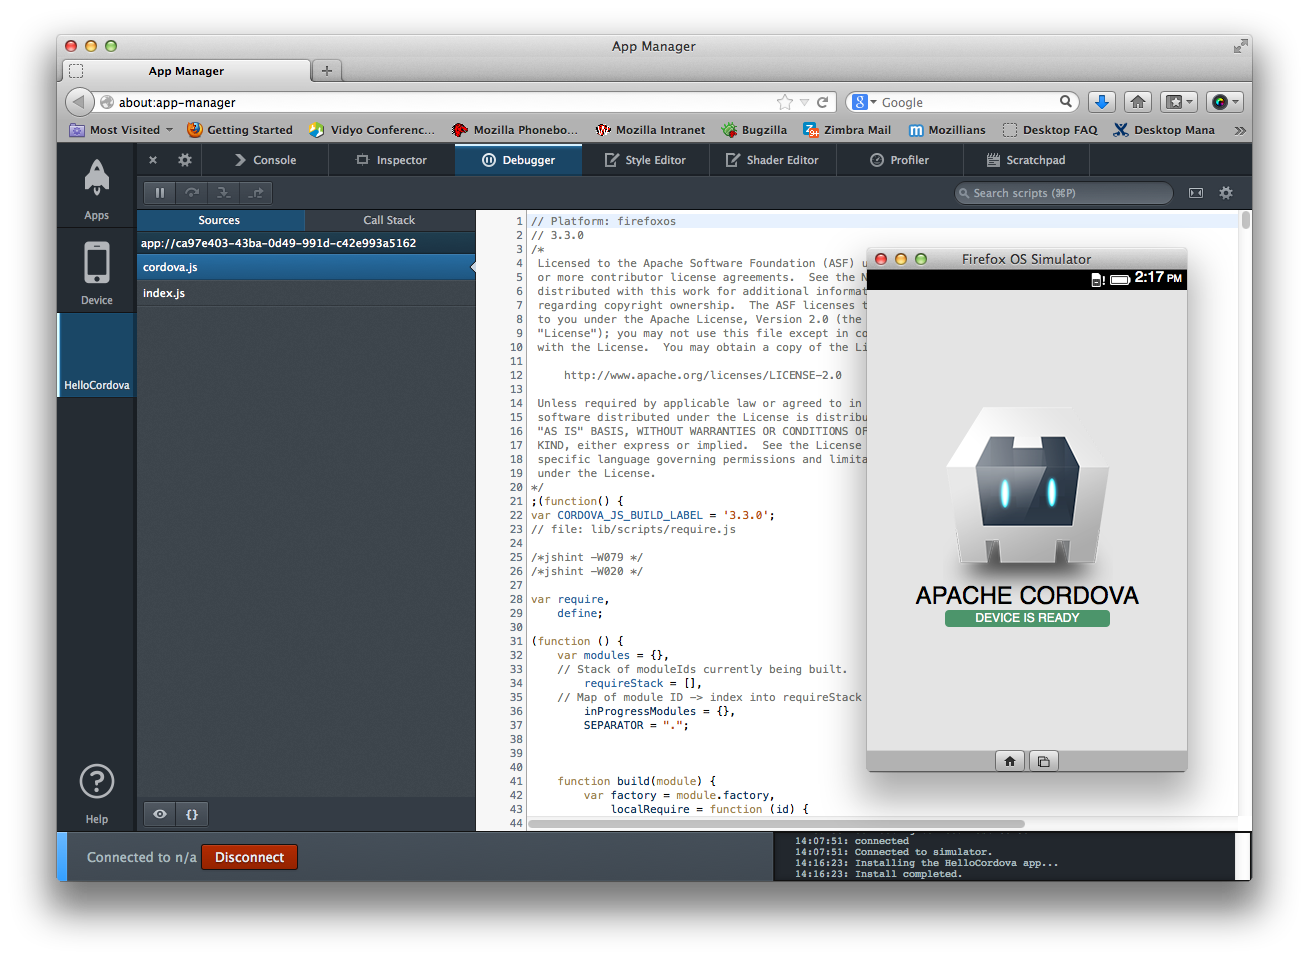 App Manager
App Manager
about:app-manager
Google
Most Visited
Getting Started
Vidyo Conferenc...
Mozilla Phonebo...
Mozilla Intranet
Bugzilla
Zimbra Mail
Mozillians
Desktop FAQ
Desktop Mana
Apps
Device
HelloCordova
Help
Console
Inspector
Debugger
Style Editor
Shader Editor
Profiler
Scratchpad
Search scripts (⌘P)
Sources
Call Stack
app://ca97e403-43ba-0d49-991d-c42e993a5162
cordova.js
index.js
{}
1 // Platform: firefoxos
2 // 3.3.0
3 /*
4 Licensed to the Apache Software Foundation (ASF) u
5 or more contributor license agreements.  See the N
6 distributed with this work for additional informat
7 regarding copyright ownership.  The ASF licenses t
8 to you under the Apache License, Version 2.0 (the
9 "License"); you may not use this file except in co
10 with the License.  You may obtain a copy of the Li
11
12 http://www.apache.org/licenses/LICENSE-2.0
13
14 Unless required by applicable law or agreed to in
15 software distributed under the License is distribu
16 "AS IS" BASIS, WITHOUT WARRANTIES OR CONDITIONS OF
17 KIND, either express or implied.  See the License
18 specific language governing permissions and limita
19 under the License.
20 */
21 ;(function() {
22 var CORDOVA_JS_BUILD_LABEL = '3.3.0';
23 // file: lib/scripts/require.js
24
25 /*jshint -W079 */
26 /*jshint -W020 */
27
28 var require,
29 define;
30
31 (function () {
32 var modules = {},
33 // Stack of moduleIds currently being built.
34 requireStack = [],
35 // Map of module ID -> index into requireStack
36 inProgressModules = {},
37 SEPARATOR = ".";
38
39
40
41 function build(module) {
42 var factory = module.factory,
43 localRequire = function (id) {
44
Firefox OS Simulator
2:17 PM
APACHE CORDOVA
DEVICE IS READY
Connected to n/a
Disconnect
14:07:51: connected
14:07:51: Connected to simulator.
14:16:23: Installing the HelloCordova app...
14:16:23: Install completed.